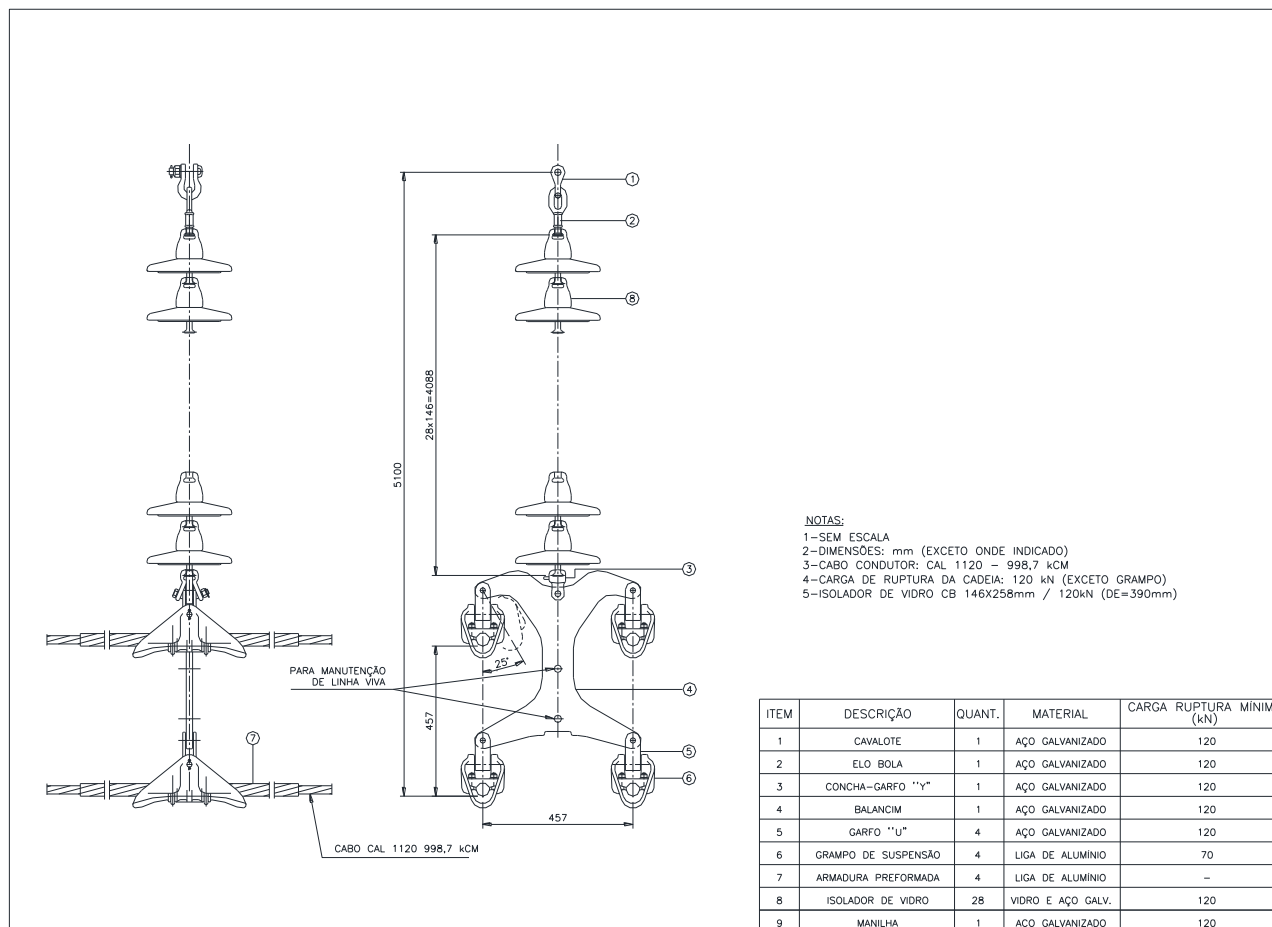 1
2
8
28x146=4088
5100
NOTAS:
1-SEM ESCALA
2-DIMENSÕES: mm (EXCETO ONDE INDICADO)
3-CABO CONDUTOR: CAL 1120 - 998,7 kCM
4-CARGA DE RUPTURA DA CADEIA: 120 kN (EXCETO GRAMPO)
5-ISOLADOR DE VIDRO CB 146X258mm / 120kN (DE=390mm)
3
25°
PARA MANUTENÇÃO
DE LINHA VIVA
4
457
7
5
6
457
CABO CAL 1120 998,7 kCM
ITEM DESCRIÇÃO QUANT. MATERIAL CARGA RUPTURA MÍNIM
(kN)
1 CAVALOTE 1 AÇO GALVANIZADO 120
2 ELO BOLA 1 AÇO GALVANIZADO 120
3 CONCHA-GARFO ''Y'' 1 AÇO GALVANIZADO 120
4 BALANCIM 1 AÇO GALVANIZADO 120
5 GARFO ''U'' 4 AÇO GALVANIZADO 120
6 GRAMPO DE SUSPENSÃO 4 LIGA DE ALUMÍNIO 70
7 ARMADURA PREFORMADA 4 LIGA DE ALUMÍNIO -
8 ISOLADOR DE VIDRO 28 VIDRO E AÇO GALV. 120
9 MANILHA 1 AÇO GALVANIZADO 120